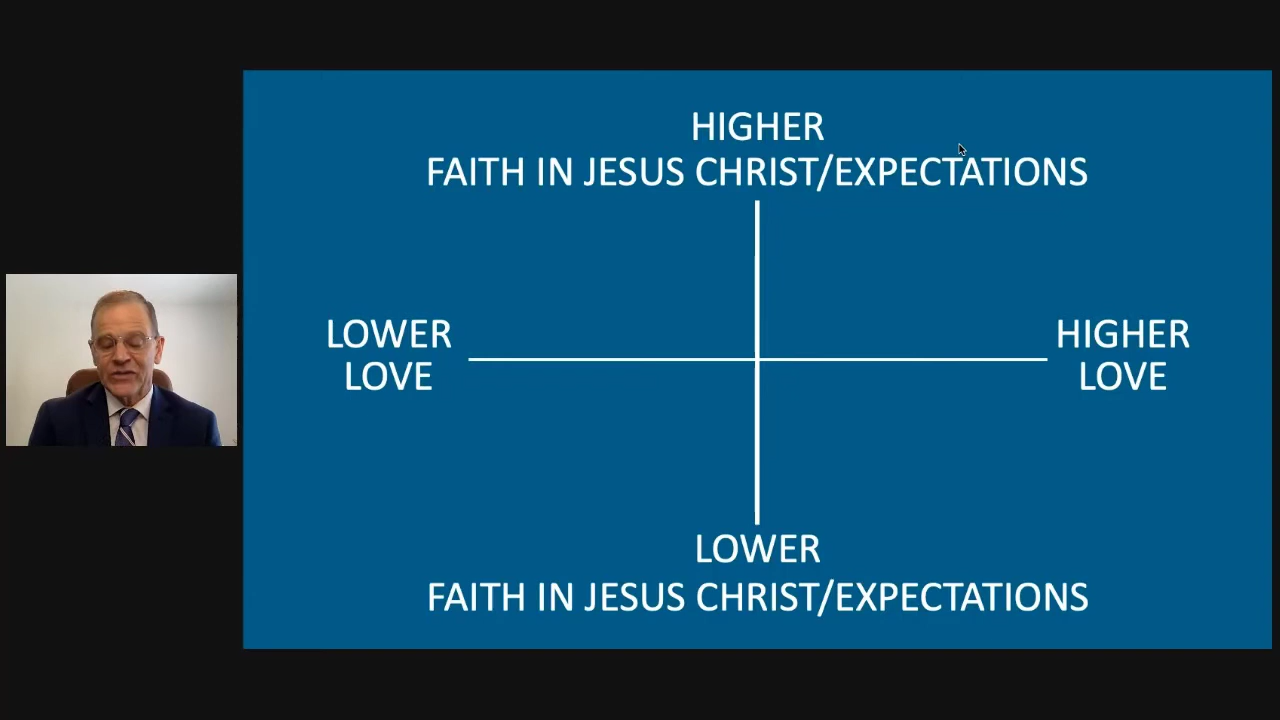 HIGHER
FAITH IN JESUS CHRIST/EXPECTATIONS
LOWER
LOVE
HIGHER
LOVE
LOWER
FAITH IN JESUS CHRIST/EXPECTATIONS